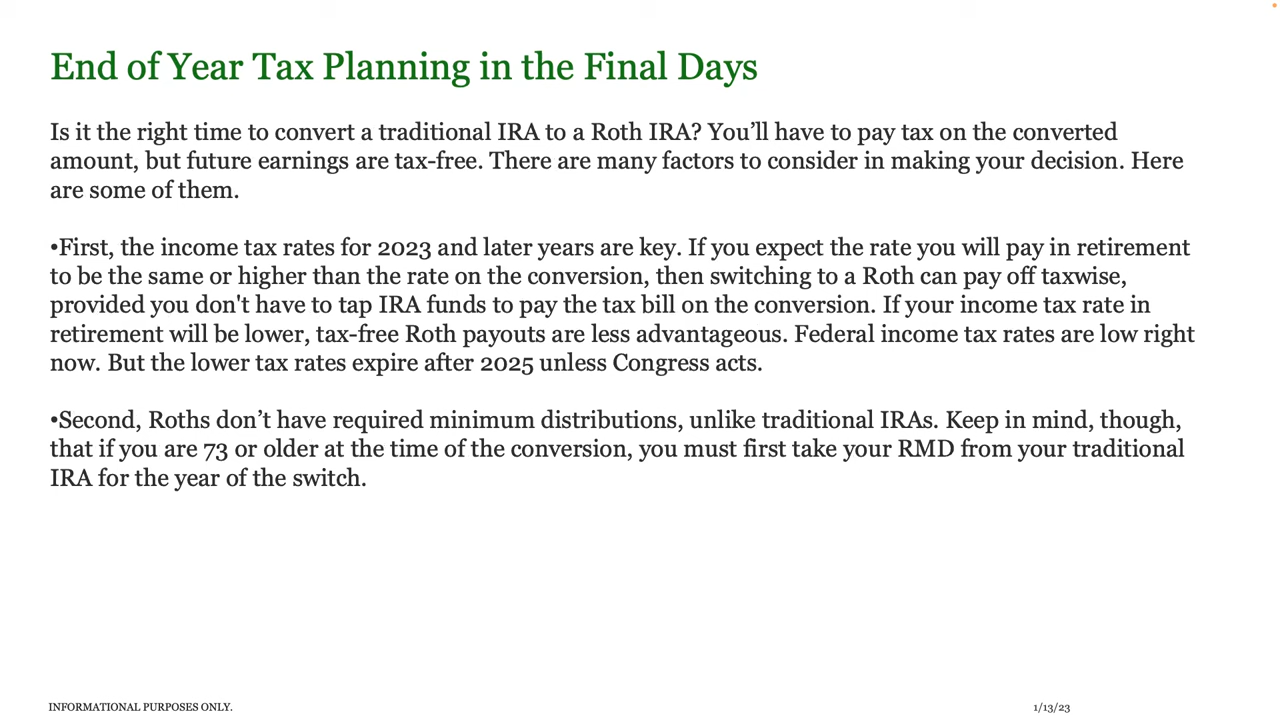 End of Year Tax Planning in the Final Days
Is it the right time to convert a traditional IRA to a Roth IRA? You’ll have to pay tax on the converted
amount, but future earnings are tax-free. There are many factors to consider in making your decision. Here
are some of them.
•First, the income tax rates for 2023 and later years are key. If you expect the rate you will pay in retirement
to be the same or higher than the rate on the conversion, then switching to a Roth can pay off taxwise,
provided you don't have to tap IRA funds to pay the tax bill on the conversion. If your income tax rate in
retirement will be lower, tax-free Roth payouts are less advantageous. Federal income tax rates are low right
now. But the lower tax rates expire after 2025 unless Congress acts.
•Second, Roths don’t have required minimum distributions, unlike traditional IRAs. Keep in mind, though,
that if you are 73 or older at the time of the conversion, you must first take your RMD from your traditional
IRA for the year of the switch.
INFORMATIONAL PURPOSES ONLY.
1/13/23